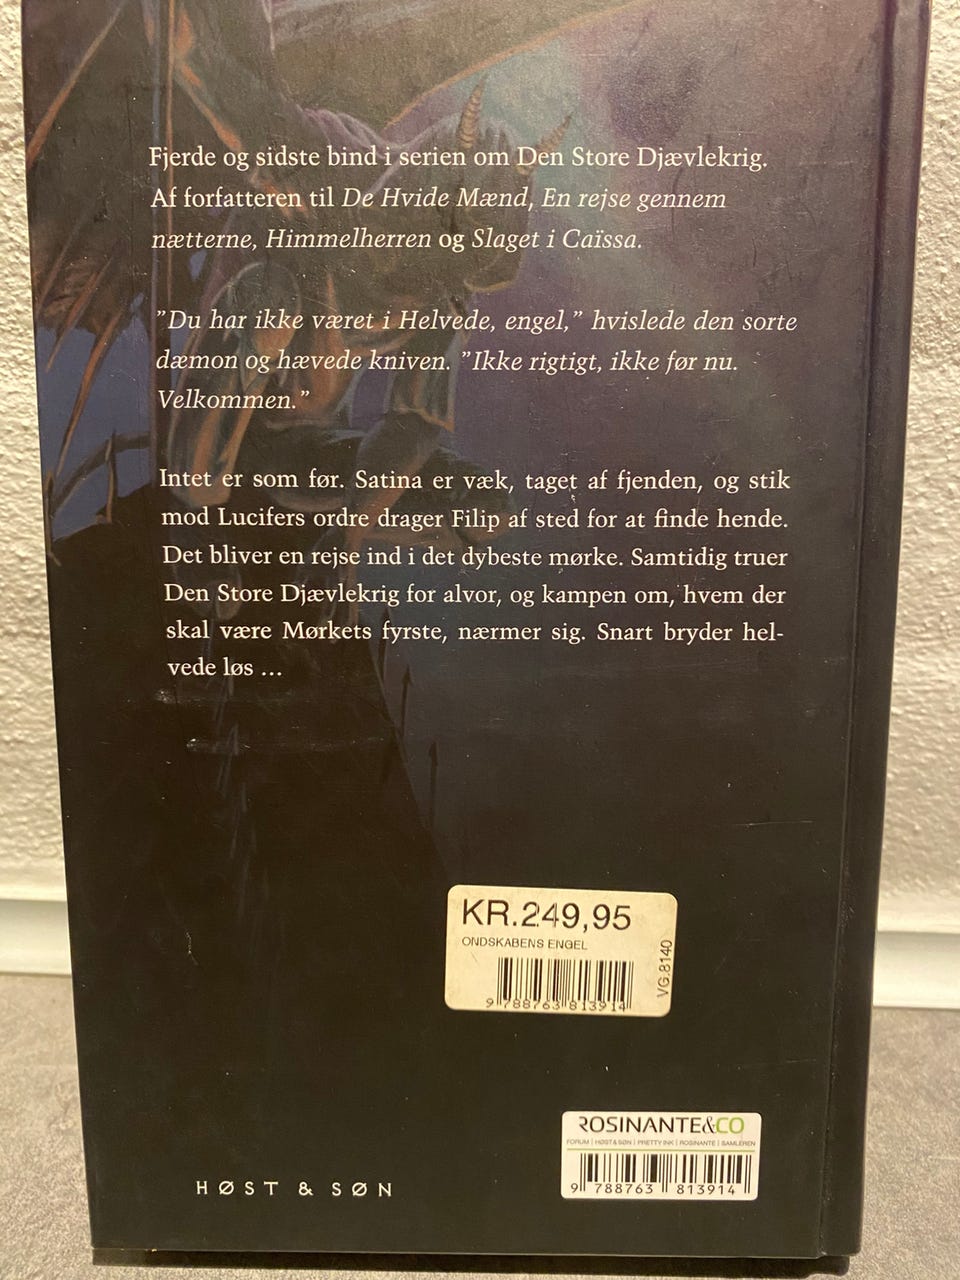 Fjerde og sidste bind i serien om Den Store Djævlekrig.
Af forfatteren til De Hvide Mænd, En rejse gennem
nætterne, Himmelherren og Slaget i Caïssa.
”Du har ikke været i Helvede, engel,” hvislede den sorte
dæmon og hævede kniven. ”Ikke rigtigt, ikke før nu.
Velkommen.”
Intet er som før. Satina er væk, taget af fjenden, og stik
mod Lucifers ordre drager Filip af sted for at finde hende.
Det bliver en rejse ind i det dybeste mørke. Samtidig truer
Den Store Djævlekrig for alvor, og kampen om, hvem der
skal være Mørkets fyrste, nærmer sig. Snart bryder hel-
vede løs ...
KR.249,95
ONDSKABENS ENGEL
VG.8140
9 788763 813914
ROSINANTE&CO
FORUM | HØST & SØN | PRETTY INK | ROSINANTE | SAMLEREN
9 788763 813914
HØST & SØN